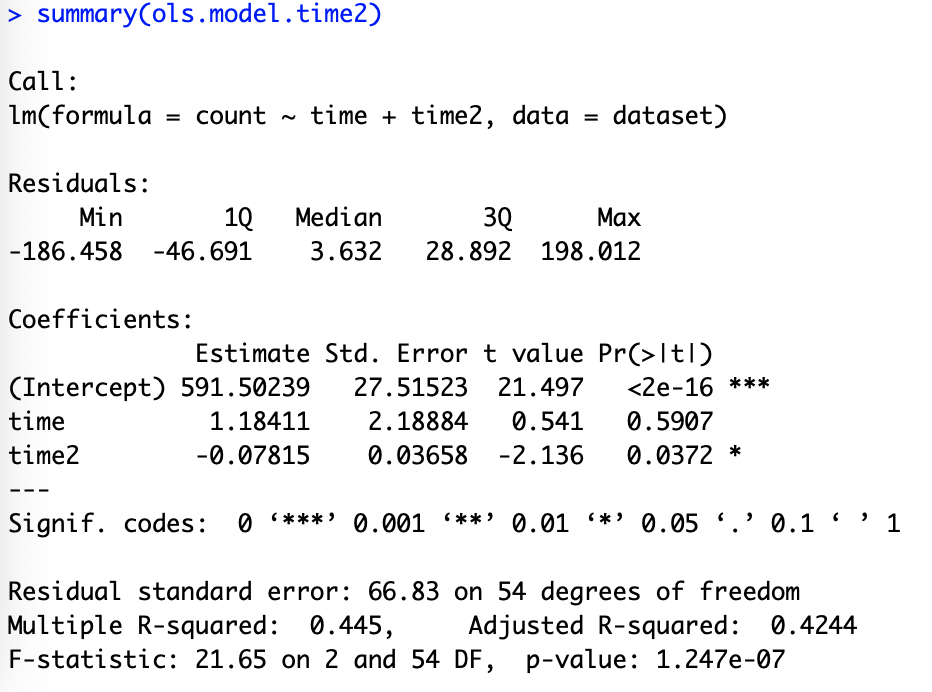 > summary(ols.model.time2)
Call:
lm(formula = count ~ time + time2, data = dataset)
Residuals:
     Min       1Q   Median       3Q      Max
-186.458  -46.691    3.632   28.892  198.012
Coefficients:
             Estimate Std. Error t value Pr(>|t|)
(Intercept) 591.50239   27.51523  21.497   <2e-16 ***
time          1.18411    2.18884   0.541   0.5907
time2        -0.07815    0.03658  -2.136   0.0372 *
---
Signif. codes:  0 ‘***’ 0.001 ‘**’ 0.01 ‘*’ 0.05 ‘.’ 0.1 ‘ ’ 1
Residual standard error: 66.83 on 54 degrees of freedom
Multiple R-squared:  0.445,     Adjusted R-squared:  0.4244
F-statistic: 21.65 on 2 and 54 DF,  p-value: 1.247e-07